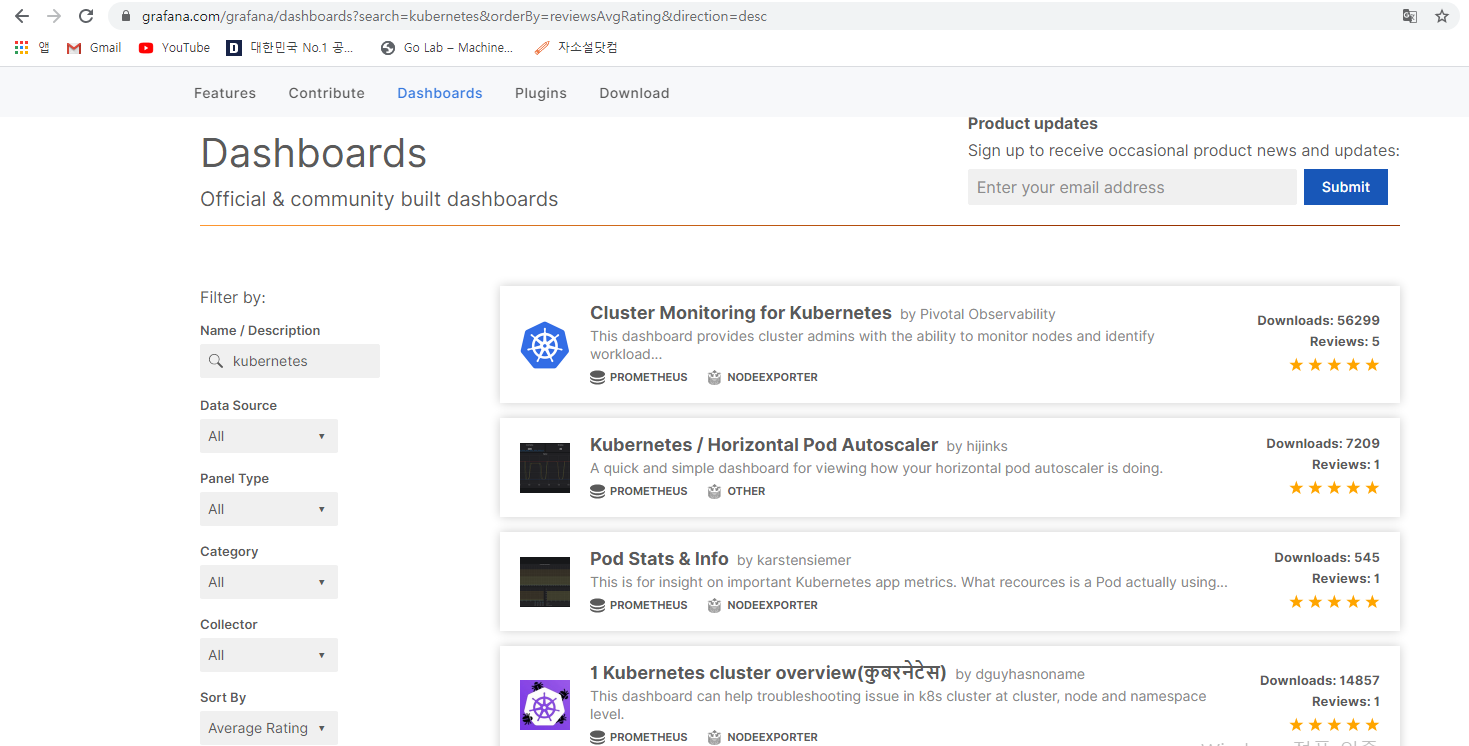 grafana.com/grafana/dashboards?search=kubernetes&orderBy=reviewsAvgRating&direction=desc
앱 Gmail YouTube D 대한민국 No.1 공... Go Lab – Machine... 자소설닷컴
Features Contribute Dashboards Plugins Download
Dashboards
Official & community built dashboards
Product updates
Sign up to receive occasional product news and updates:
Enter your email address Submit
Filter by:
Name / Description
kubernetes
Data Source
All
Panel Type
All
Category
All
Collector
All
Sort By
Average Rating
Cluster Monitoring for Kubernetes by Pivotal Observability
This dashboard provides cluster admins with the ability to monitor nodes and identify
workload...
PROMETHEUS NODEEXPORTER
Downloads: 56299
Reviews: 5
Kubernetes / Horizontal Pod Autoscaler by hijinks
A quick and simple dashboard for viewing how your horizontal pod autoscaler is doing.
PROMETHEUS OTHER
Downloads: 7209
Reviews: 1
Pod Stats & Info by karstensiemer
This is for insight on important Kubernetes app metrics. What recources is a Pod actually using...
PROMETHEUS NODEEXPORTER
Downloads: 545
Reviews: 1
1 Kubernetes cluster overview(कुबरनेटेस) by dguyhasnoname
This dashboard can help troubleshooting issue in k8s cluster at cluster, node and namespace
level.
PROMETHEUS NODEEXPORTER
Downloads: 14857
Reviews: 1